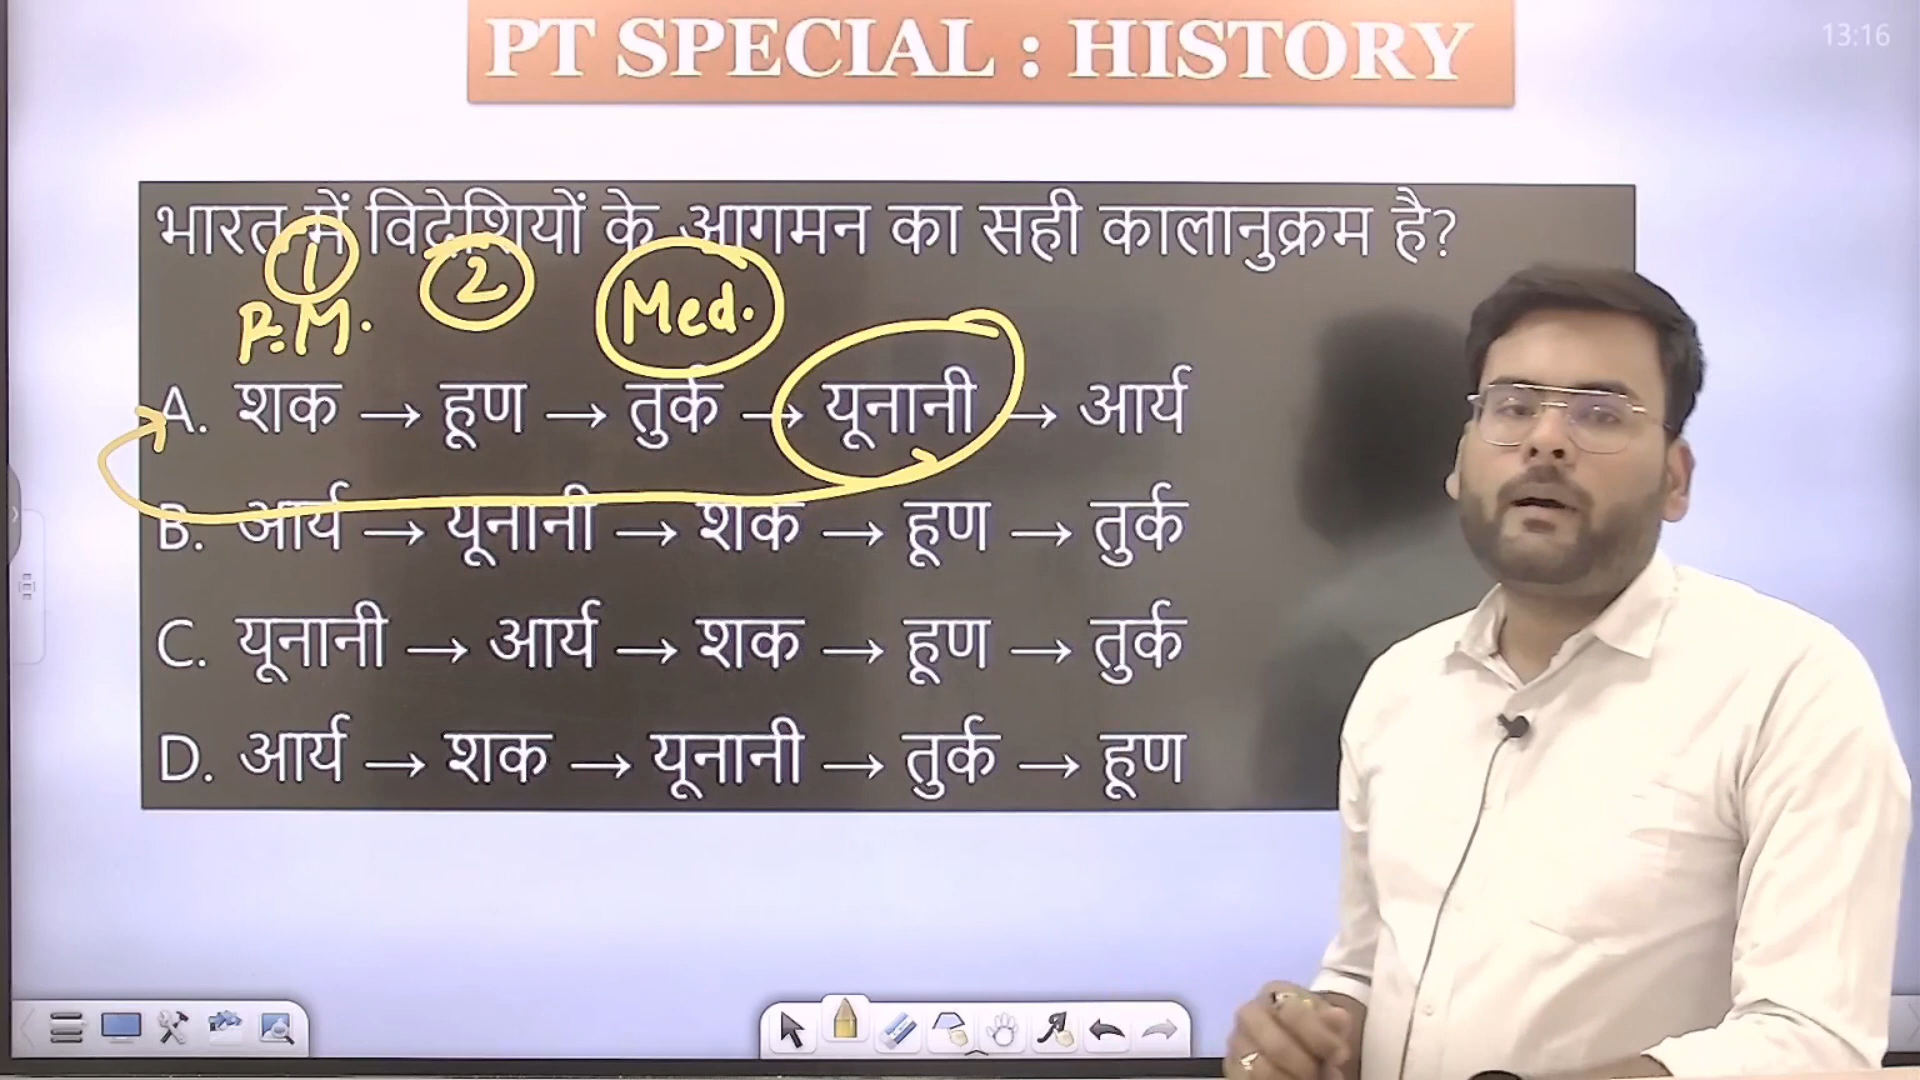 PT SPECIAL : HISTORY
13:16
भारत में विदेशियों के आगमन का सही कालानुक्रम है?
1 2 Med.
P.M.
A. शक → हूण → तुर्क → यूनानी → आर्य
B. आर्य → यूनानी → शक → हूण → तुर्क
C. यूनानी → आर्य → शक → हूण → तुर्क
D. आर्य → शक → यूनानी → तुर्क → हूण